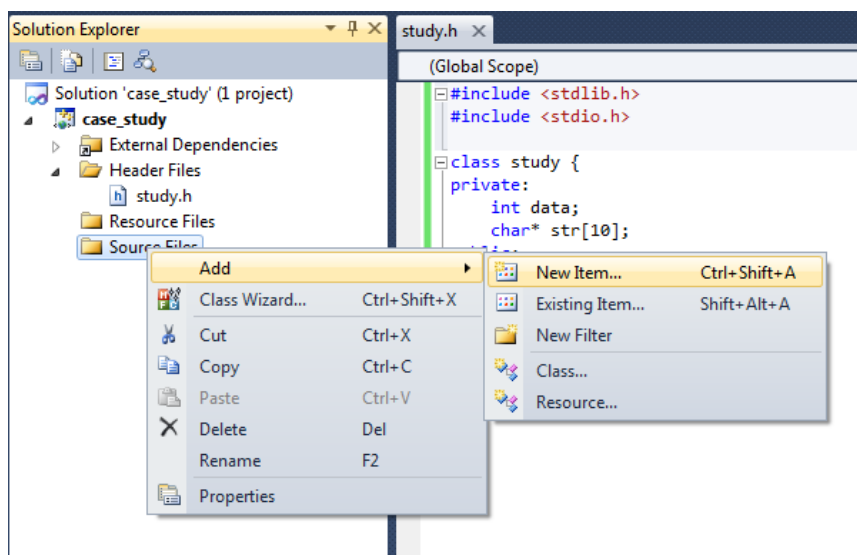 Solution Explorer
study.h
(Global Scope)
Solution 'case_study' (1 project)
case_study
External Dependencies
Header Files
study.h
Resource Files
Source Files
#include <stdlib.h>
#include <stdio.h>
class study {
private:
int data;
char* str[10];
Add
Class Wizard... Ctrl+Shift+X
Cut Ctrl+X
Copy Ctrl+C
Paste Ctrl+V
Delete Del
Rename F2
Properties
New Item... Ctrl+Shift+A
Existing Item... Shift+Alt+A
New Filter
Class...
Resource...